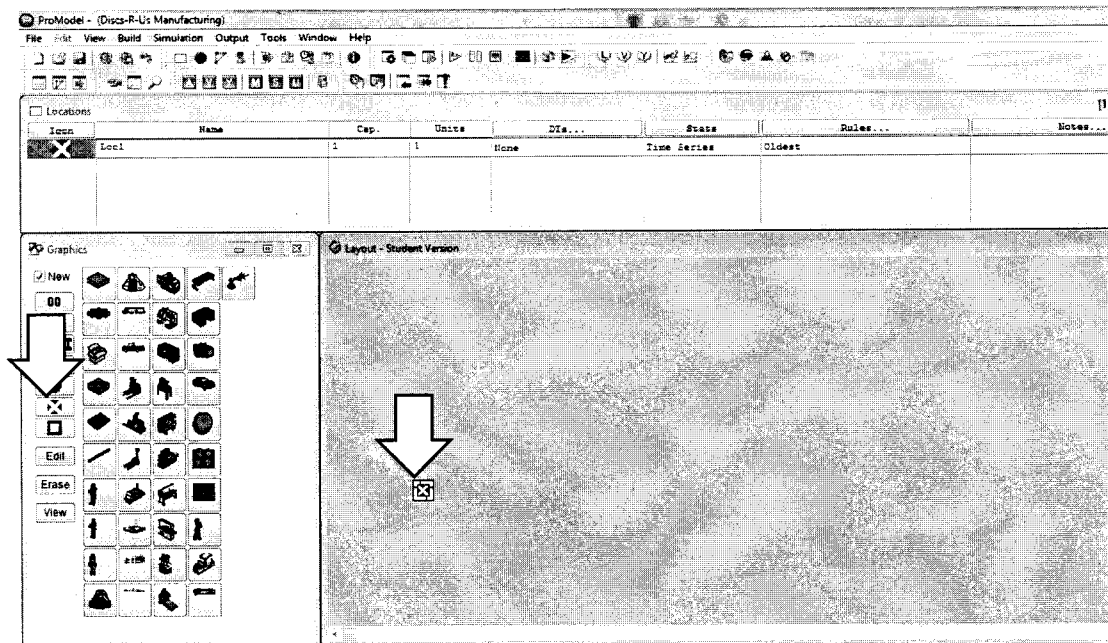 ProModel - (Discs-R-Us Manufacturing)
File Edit View Build Simulation Output Tools Window Help
Locations
Icon Name Cap. Units DTs... Stats Rules... Notes...
Loc1 1 1 None Time Series Oldest
Graphics
Layout - Student Version
New
00
Edit
Erase
View